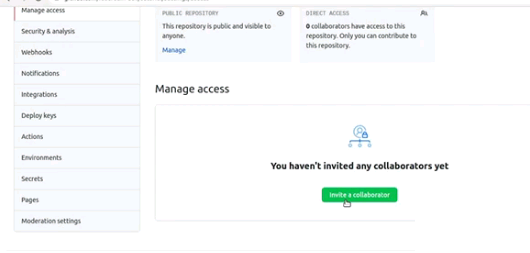 Manage access
Security & analysis
Webhooks
Notifications
Integrations
Deploy keys
Actions
Environments
Secrets
Pages
Moderation settings
PUBLIC REPOSITORY
This repository is public and visible to
anyone.
Manage
DIRECT ACCESS
0 collaborators have access to this
repository. Only you can contribute to
this repository.
Manage access
You haven't invited any collaborators yet
Invite a collaborator